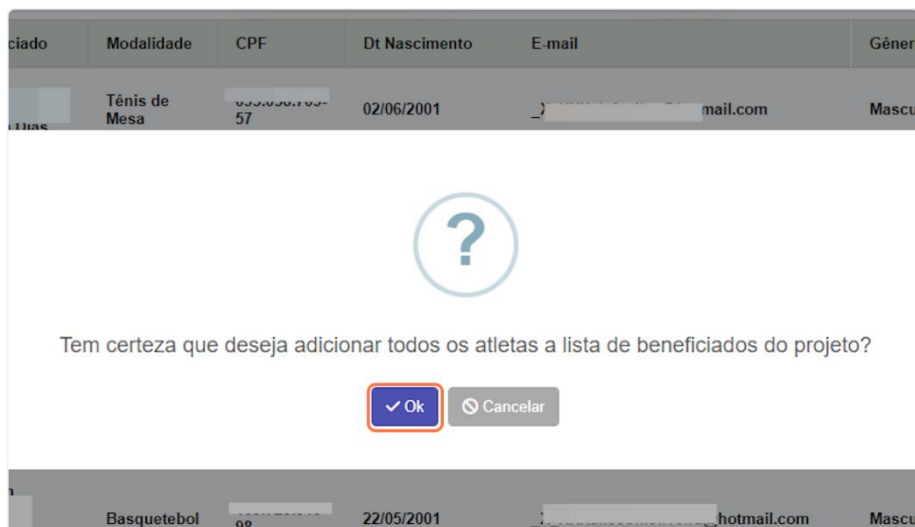 ciado Modalidade CPF Dt Nascimento E-mail Gêner
Tênis de
Mesa 57 02/06/2001 mail.com Mascu
Dias
?
Tem certeza que deseja adicionar todos os atletas a lista de beneficiados do projeto?
Ok Cancelar
Basquetebol 98 22/05/2001 hotmail.com Mascu